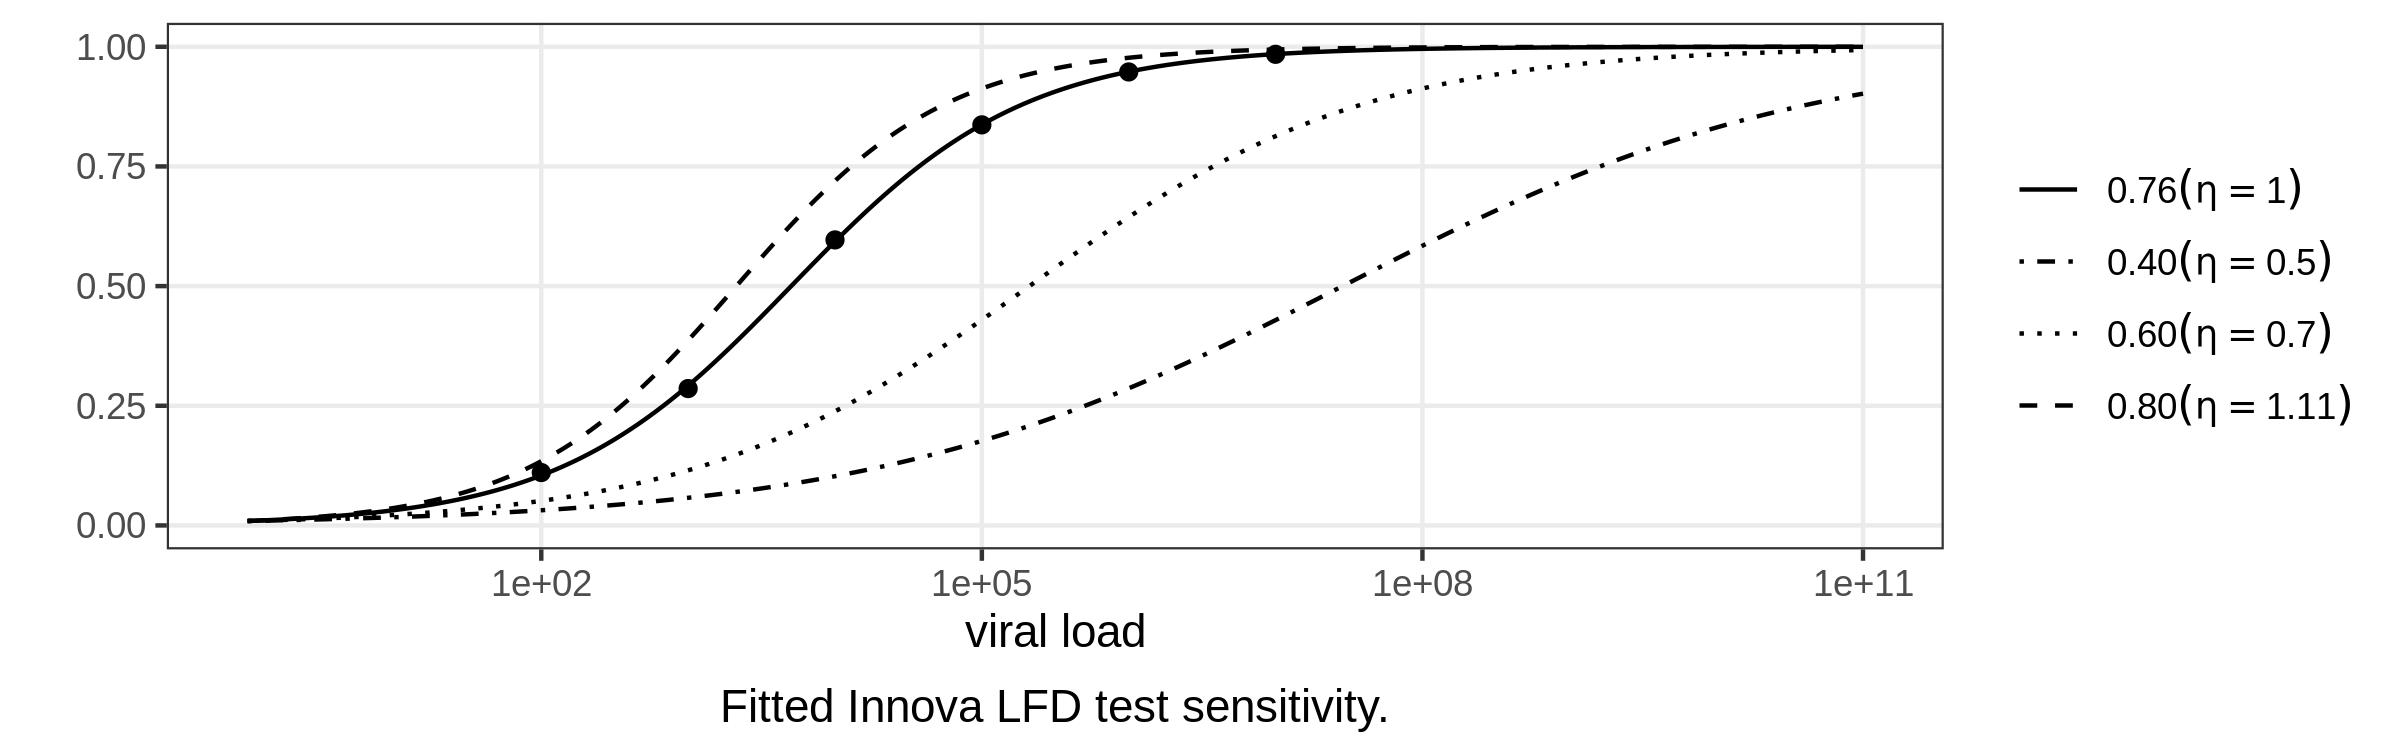 1.00
0.75
0.50
0.25
0.00
1e+02 1e+05 1e+08 1e+11
viral load
Fitted Innova LFD test sensitivity.
0.76(η = 1)
0.40(η = 0.5)
0.60(η = 0.7)
0.80(η = 1.11)